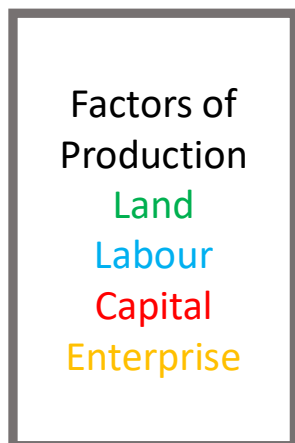 Factors of
Production
Land
Labour
Capital
Enterprise